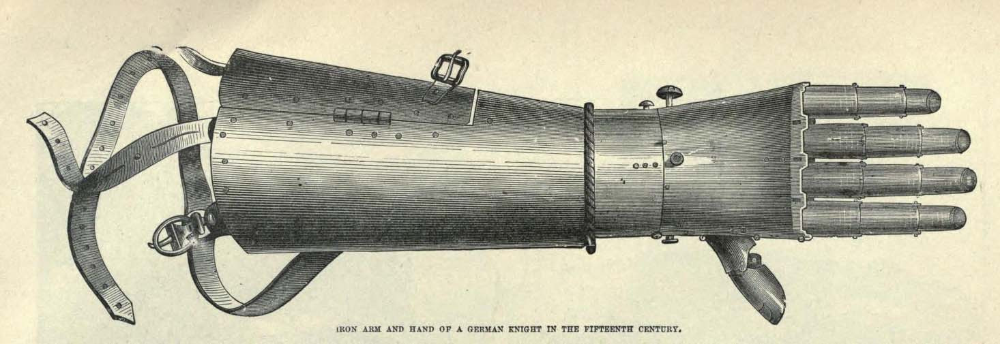 IRON ARM AND HAND OF A GERMAN KNIGHT IN THE FIFTEENTH CENTURY.